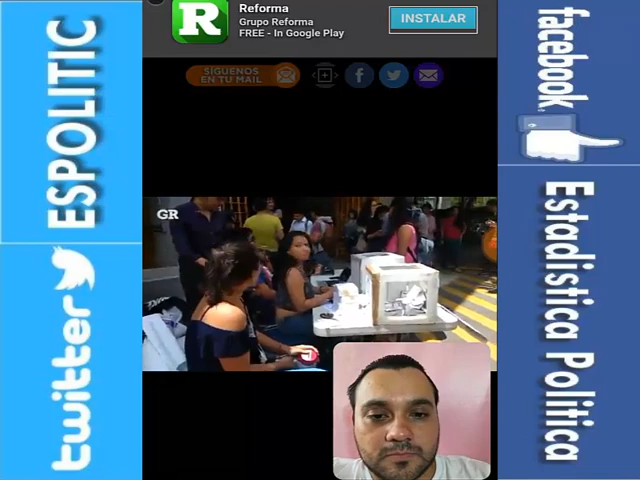 ESPOLITIC
twitter
R
Reforma
Grupo Reforma
FREE - In Google Play
INSTALAR
SÍGUENOS
EN TU MAIL
GR
facebook
Estadistica Politica